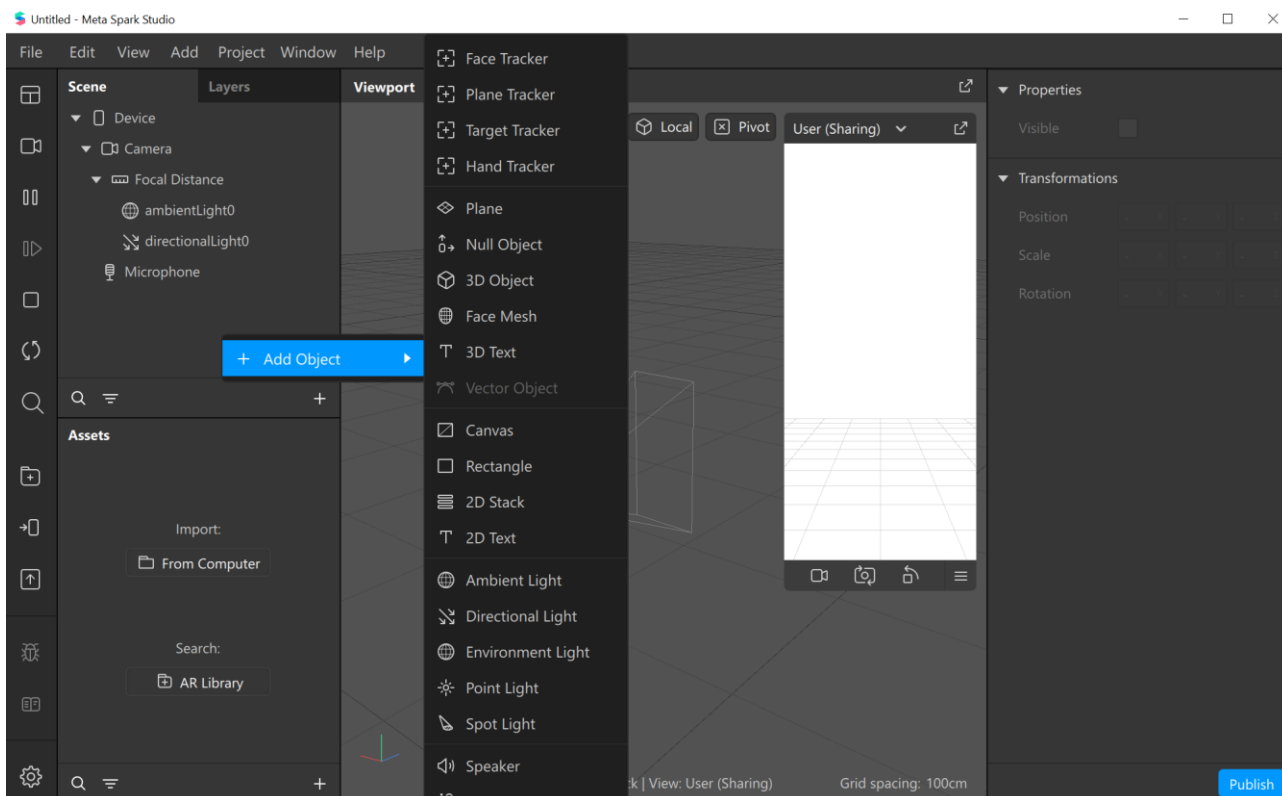 Untitled - Meta Spark Studio
File Edit View Add Project Window Help
Scene Layers
Device
Camera
Focal Distance
ambientLight0
directionalLight0
Microphone
+ Add Object
Assets
Import:
From Computer
Search:
AR Library
Viewport
Face Tracker
Plane Tracker
Target Tracker
Hand Tracker
Plane
Null Object
3D Object
Face Mesh
3D Text
Vector Object
Canvas
Rectangle
2D Stack
2D Text
Ambient Light
Directional Light
Environment Light
Point Light
Spot Light
Speaker
Local Pivot User (Sharing)
| View: User (Sharing) Grid spacing: 100cm
Properties
Visible
Transformations
Position
Scale
Rotation
Publish